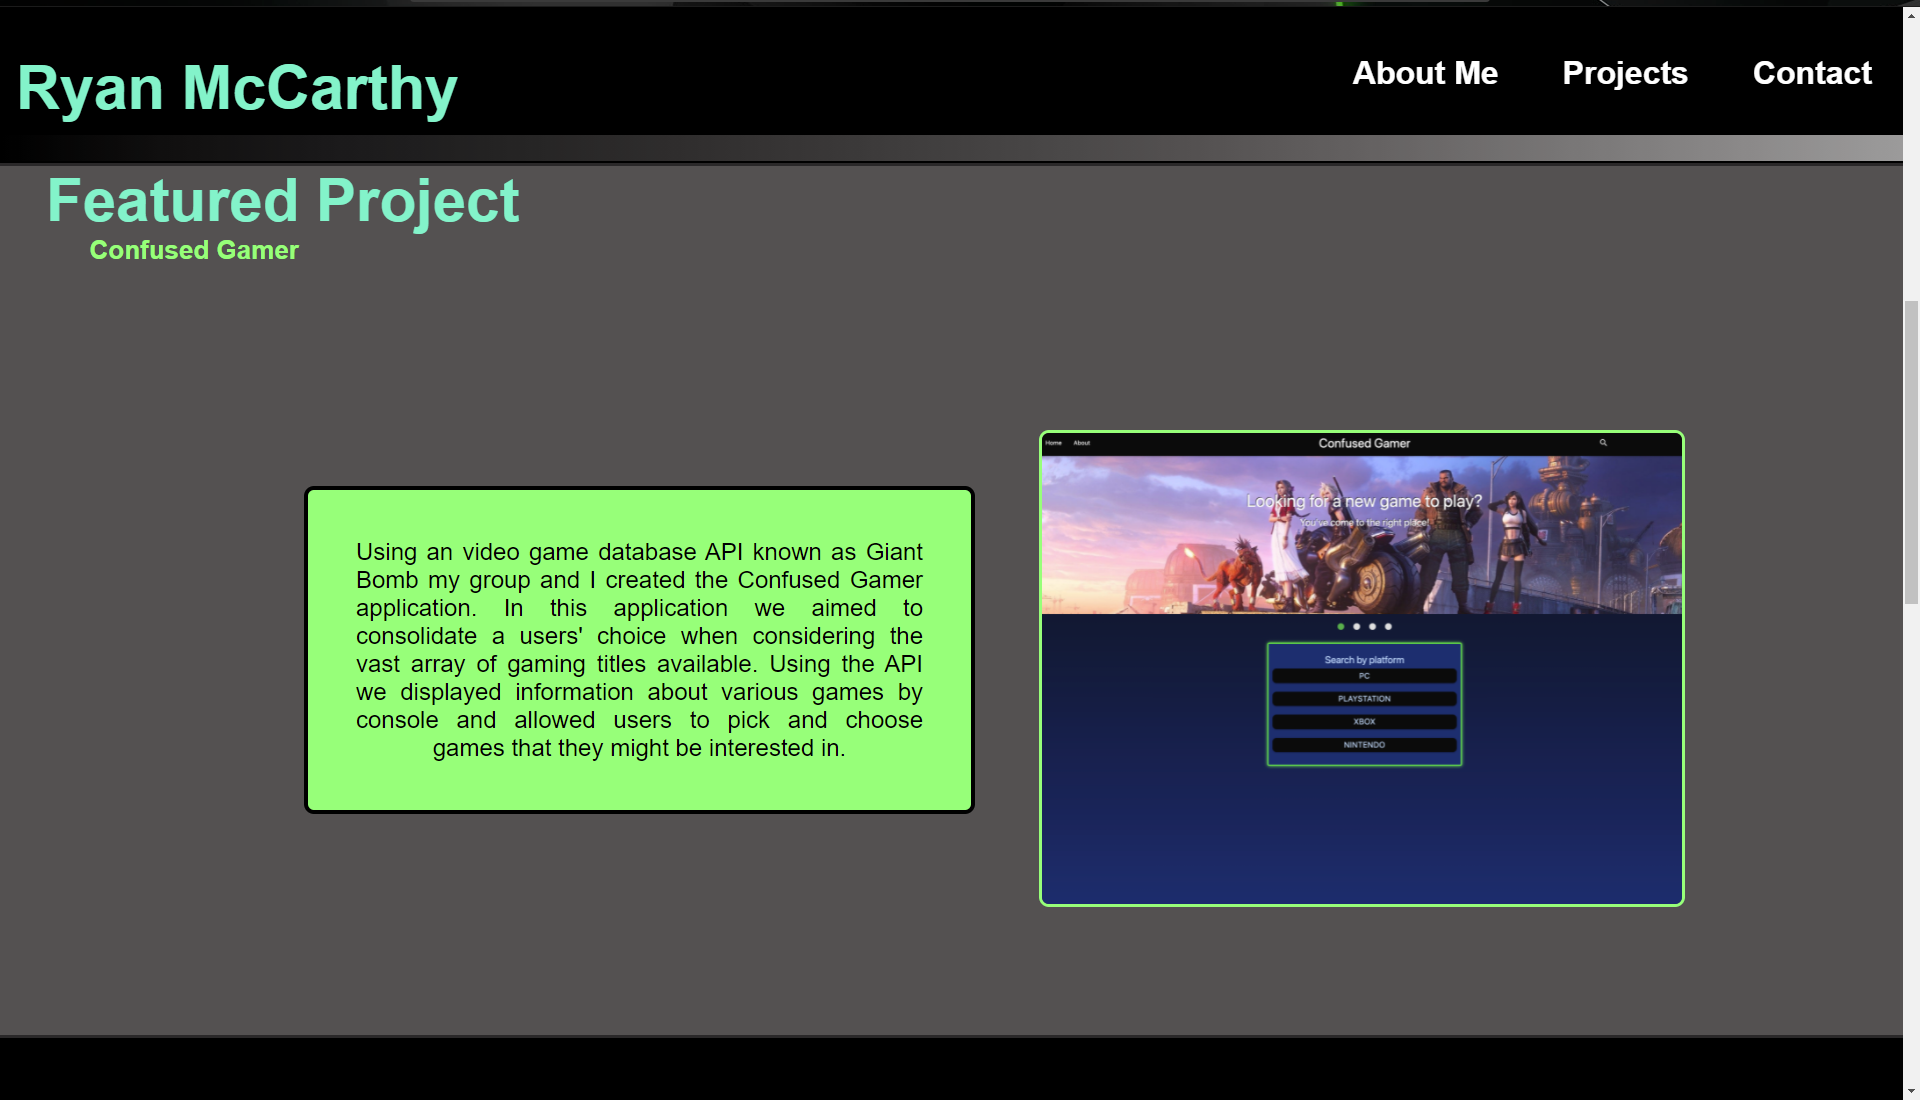 Ryan McCarthy
About Me
Projects
Contact
Featured Project
Confused Gamer
Using an video game database API known as Giant
Bomb my group and I created the Confused Gamer
application. In this application we aimed to
consolidate a users' choice when considering the
vast array of gaming titles available. Using the API
we displayed information about various games by
console and allowed users to pick and choose
games that they might be interested in.
Home
About
Confused Gamer
Looking for a new game to play?
You've come to the right place!
Search by platform
PC
PLAYSTATION
XBOX
NINTENDO